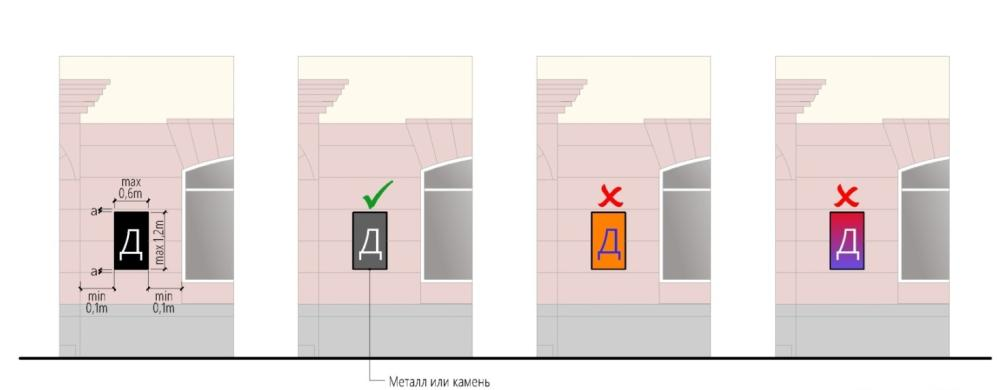 max
0,6m
a
Д
max 1,2m
a
min
0,1m
min
0,1m
Д
Д
Д
Металл или камень